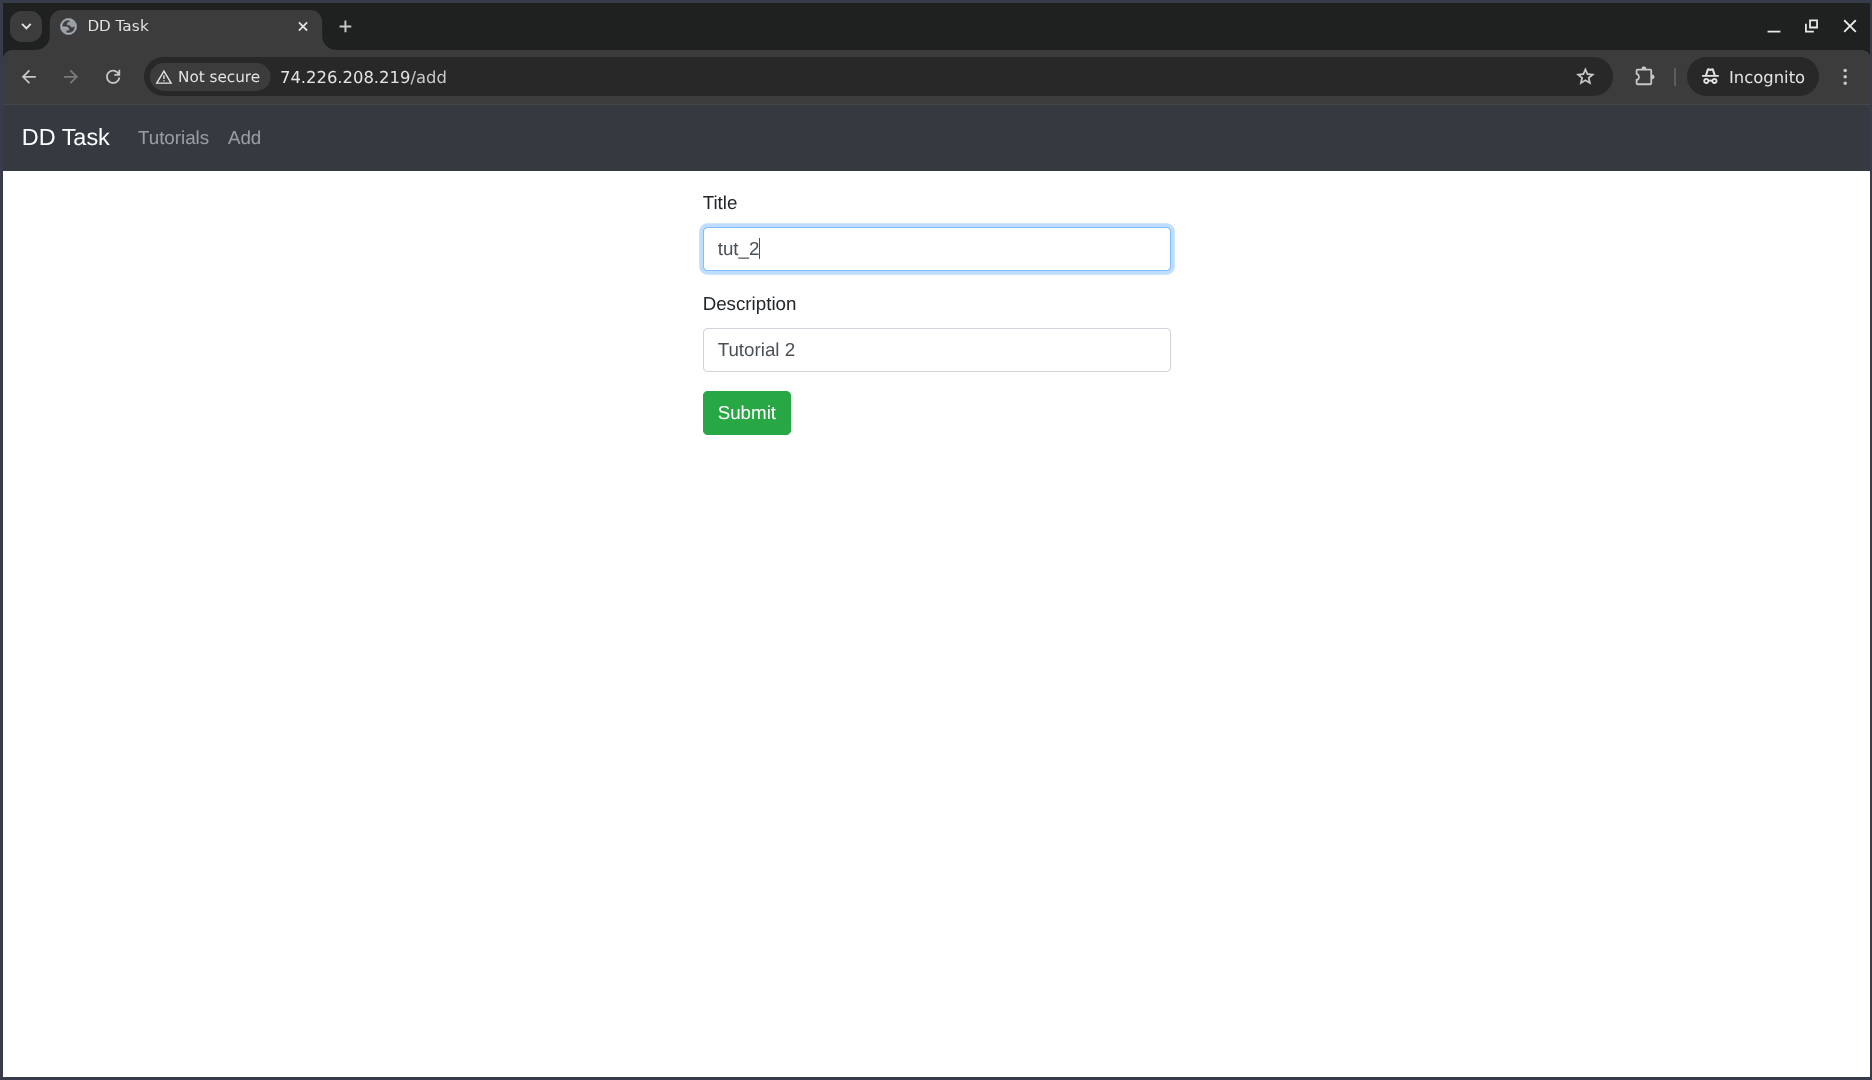 DD Task
Not secure 74.226.208.219/add Incognito
DD Task Tutorials Add
Title
tut_2
Description
Tutorial 2
Submit